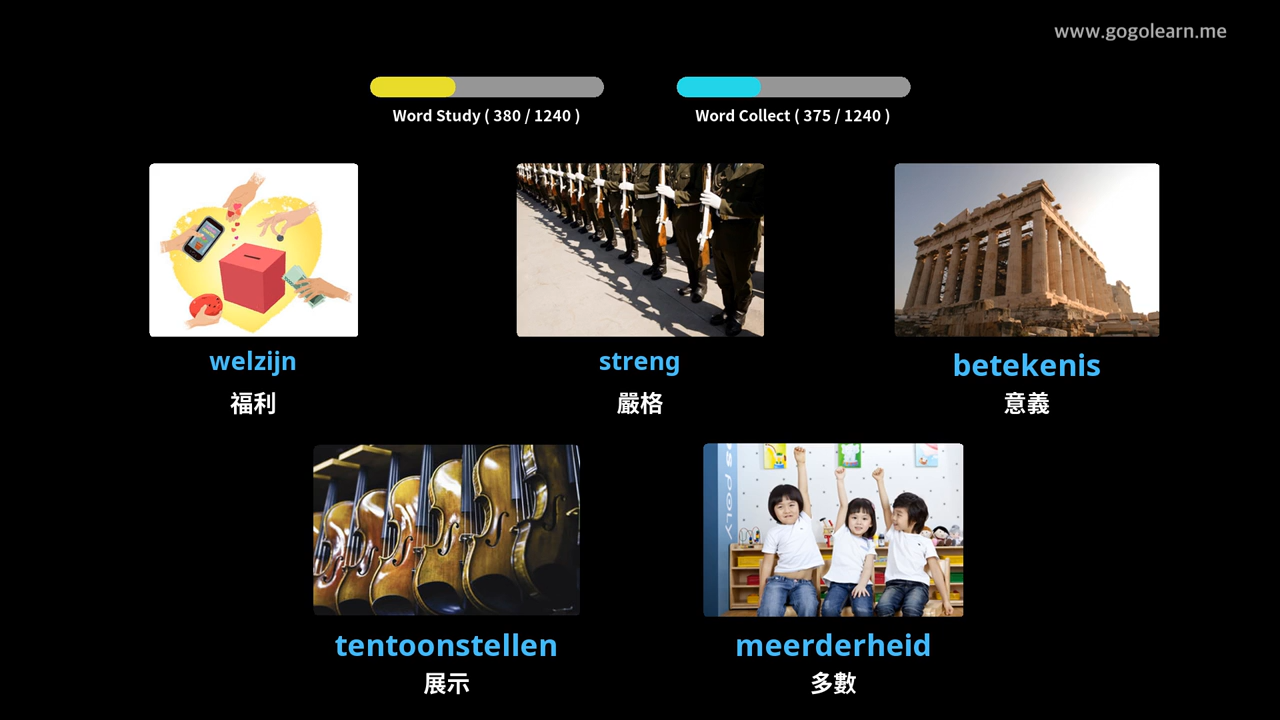 www.gogolearn.me
Word Study ( 380 / 1240 )
Word Collect ( 375 / 1240 )
welzijn
福利
streng
嚴格
betekenis
意義
S POLY
tentoonstellen
展示
meerderheid
多數